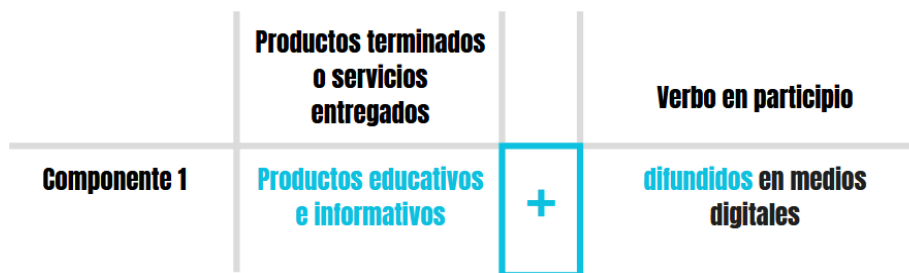 Productos terminados
o servicios
entregados
Verbo en participio
Componente 1
Productos educativos
e informativos
+
difundidos en medios
digitales